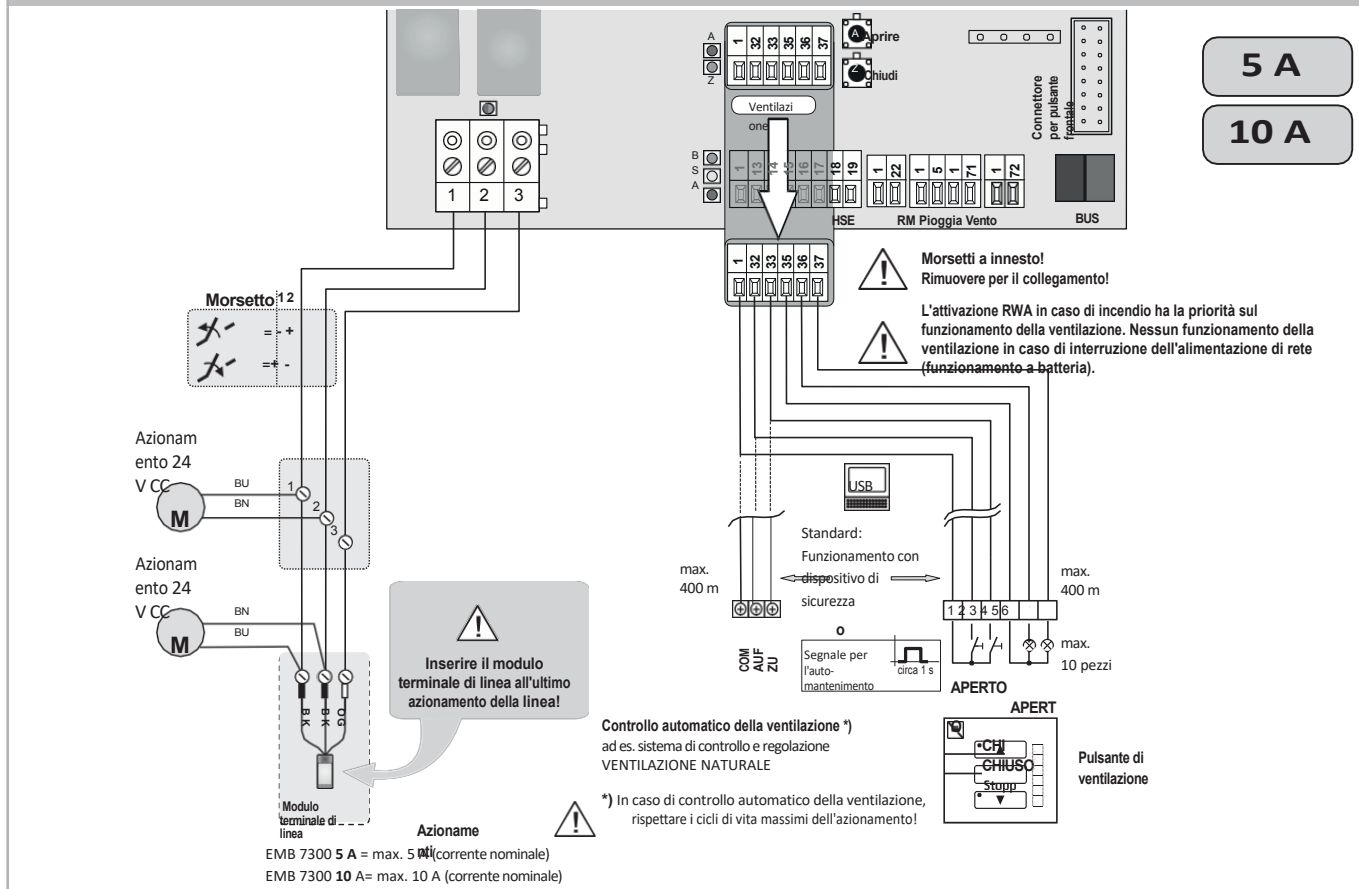 A
Z
1 32 33 35 36 37
A Aprire
Z Chiudi
Connettore
per pulsante
frontale
5 A
10 A
Ventilazi
one
B
S
A
1 13 14 15 16 17 18 19
1 22
1 5 1 71
1 72
HSE
RM Pioggia Vento
BUS
1 2 3
1 32 33 35 36 37
Morsetti a innesto!
Rimuovere per il collegamento!
L'attivazione RWA in caso di incendio ha la priorità sul
funzionamento della ventilazione. Nessun funzionamento della
ventilazione in caso di interruzione dell'alimentazione di rete
(funzionamento a batteria).
Morsetto 1 2
= - +
=+ -
Azionam
ento 24
V CC
M
BU
BN
1
2
3
Azionam
ento 24
V CC
M
BN
BU
BK
BK
OG
Inserire il modulo
terminale di linea all'ultimo
azionamento della linea!
Modulo
terminale di
linea
Azioname
nti
EMB 7300 5 A = max. 5 A (corrente nominale)
EMB 7300 10 A= max. 10 A (corrente nominale)
USB
Standard:
Funzionamento con
dispositivo di
sicurezza
max.
400 m
max.
400 m
COM
AUF
ZU
o
Segnale per
l'auto-
mantenimento
circa 1 s
1 2 3 4 5 6
max.
10 pezzi
APERTO
APERT
CHI
CHIUSO
Stopp
Pulsante di
ventilazione
Controllo automatico della ventilazione *)
ad es. sistema di controllo e regolazione
VENTILAZIONE NATURALE
*) In caso di controllo automatico della ventilazione,
rispettare i cicli di vita massimi dell'azionamento!